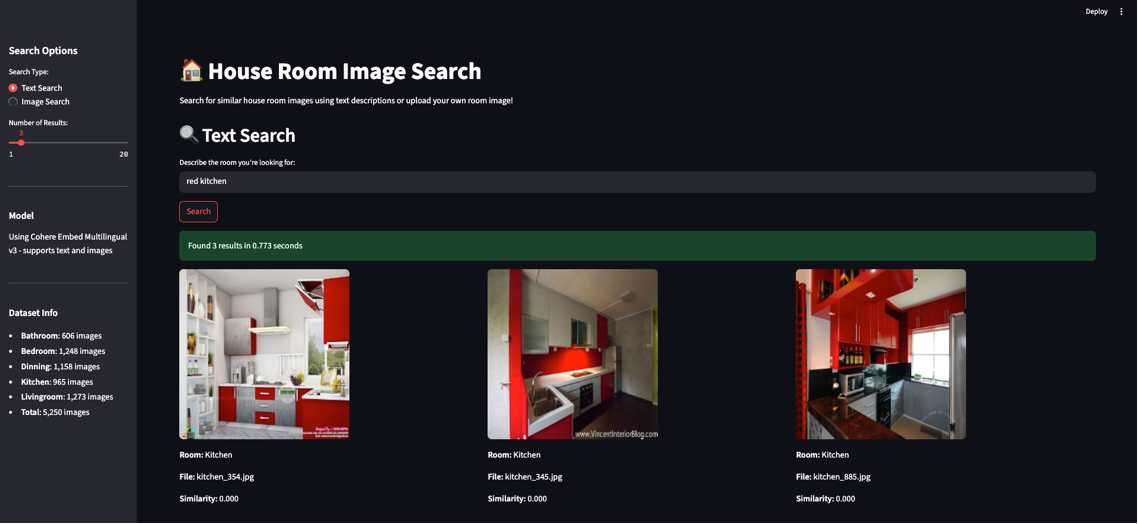 Deploy
Search Options
Search Type:
Text Search
Image Search
Number of Results:
3
1 20
Model
Using Cohere Embed Multilingual
v3 - supports text and images
Dataset Info
Bathroom: 606 images
Bedroom: 1,248 images
Dinning: 1,158 images
Kitchen: 965 images
Livingroom: 1,273 images
Total: 5,250 images
House Room Image Search
Search for similar house room images using text descriptions or upload your own room image!
Text Search
Describe the room you're looking for:
red kitchen
Search
Found 3 results in 0.773 seconds
www.VincentInteriorBlog.com
Room: Kitchen
File: kitchen_354.jpg
Similarity: 0.000
Room: Kitchen
File: kitchen_345.jpg
Similarity: 0.000
Room: Kitchen
File: kitchen_885.jpg
Similarity: 0.000